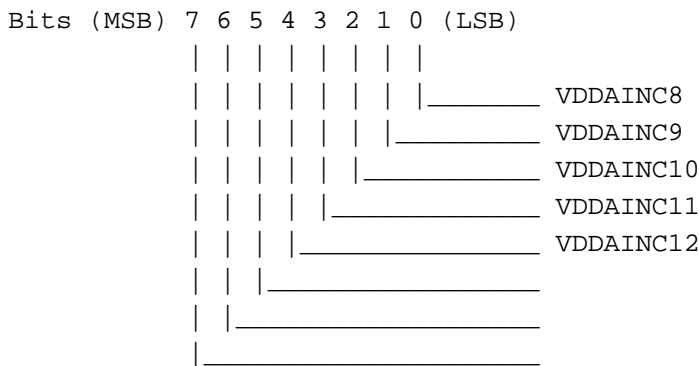 Bits (MSB) 7 6 5 4 3 2 1 0 (LSB)
VDDAINC8
VDDAINC9
VDDAINC10
VDDAINC11
VDDAINC12